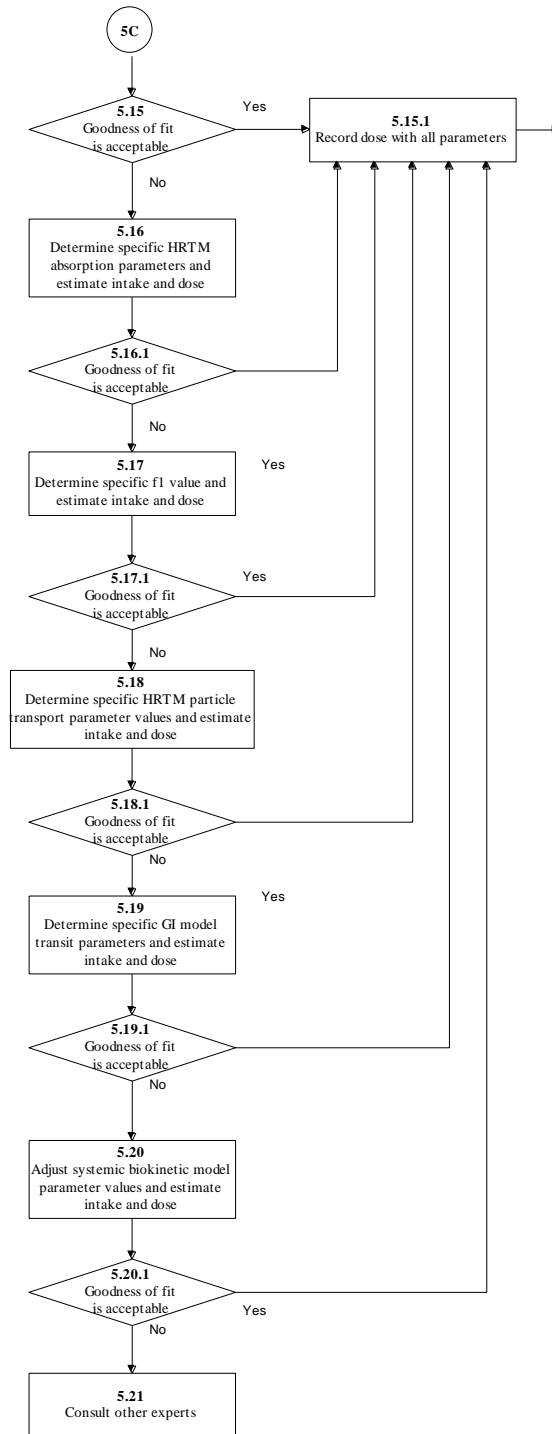 5C
5.15
Goodness of fit
is acceptable
Yes
5.15.1
Record dose with all parameters
No
5.16
Determine specific HRTM
absorption parameters and
estimate intake and dose
5.16.1
Goodness of fit
is acceptable
No
5.17
Determine specific f1 value and
estimate intake and dose
Yes
5.17.1
Goodness of fit
is acceptable
Yes
No
5.18
Determine specific HRTM particle
transport parameter values and estimate
intake and dose
5.18.1
Goodness of fit
is acceptable
No
Yes
5.19
Determine specific GI model
transit parameters and estimate
intake and dose
5.19.1
Goodness of fit
is acceptable
No
5.20
Adjust systemic biokinetic model
parameter values and estimate
intake and dose
5.20.1
Goodness of fit
is acceptable
Yes
No
5.21
Consult other experts